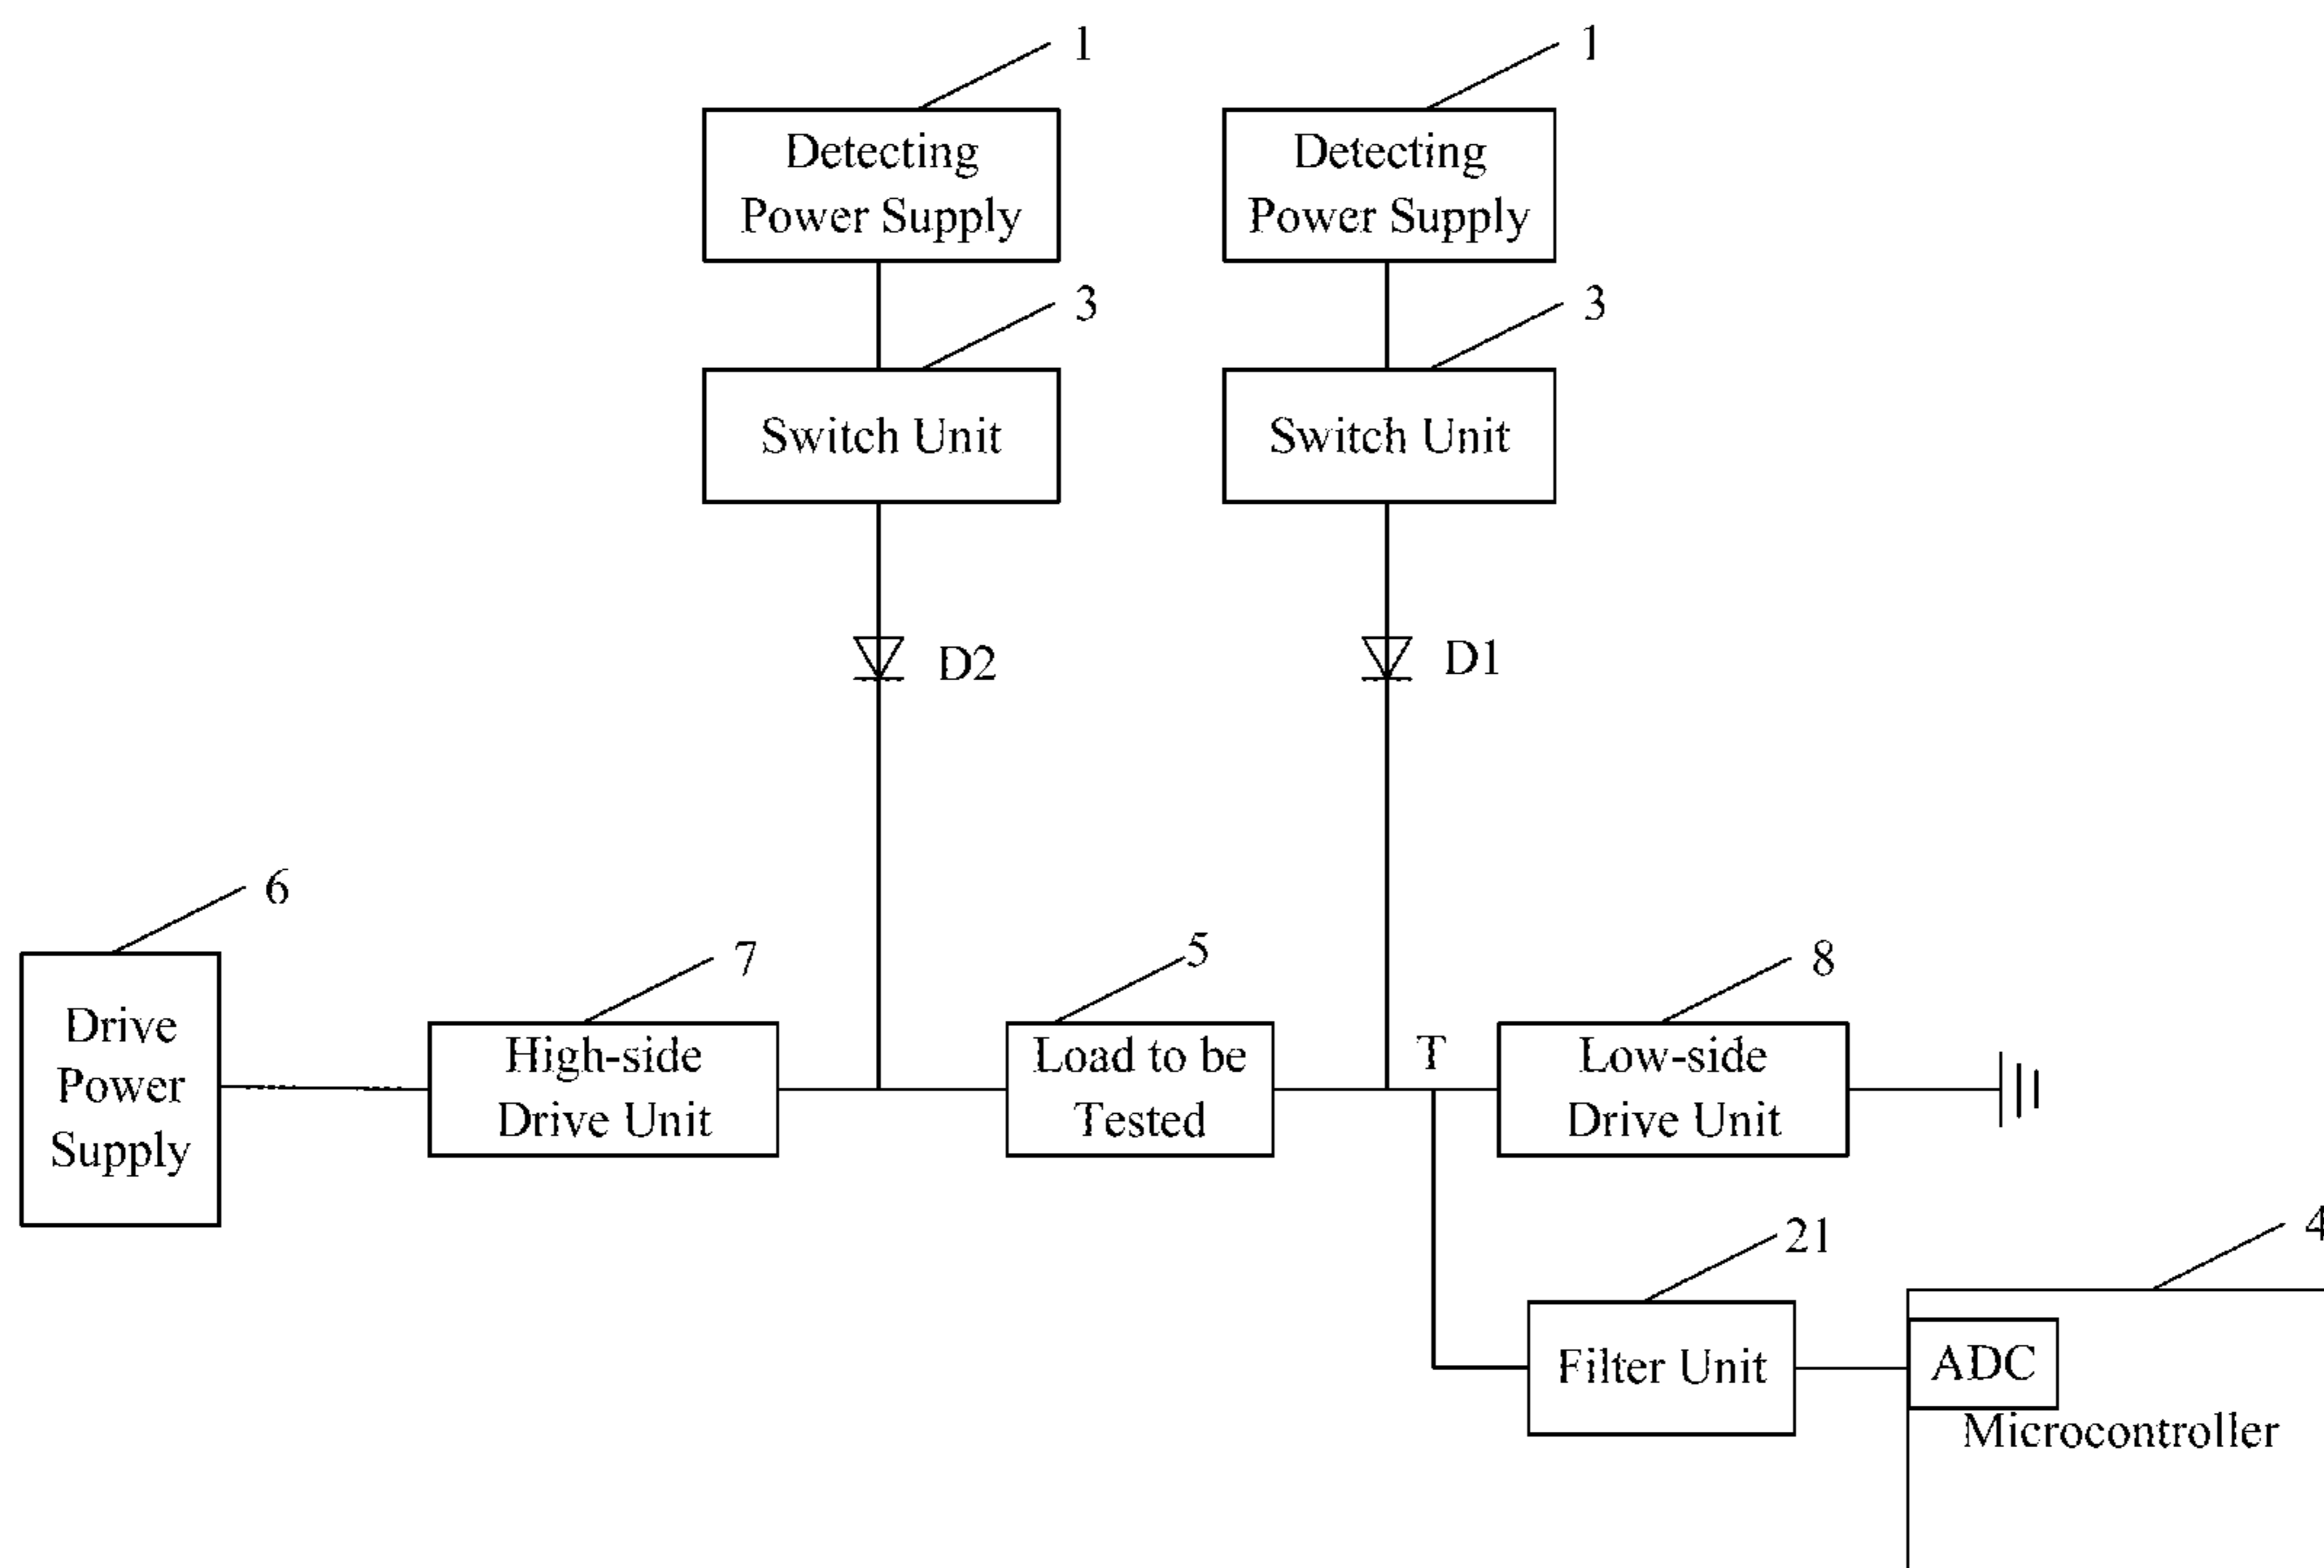 1
1
Detecting
Power Supply
Detecting
Power Supply
3
3
Switch Unit
Switch Unit
D2
D1
6
7
5
8
Drive
Power
Supply
High-side
Drive Unit
Load to be
Tested
T
Low-side
Drive Unit
21
4
Filter Unit
ADC
Microcontroller